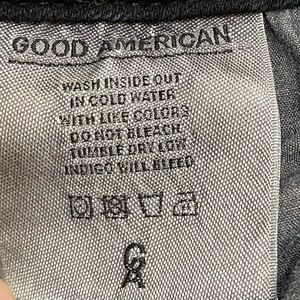 GOOD AMERICAN
WASH INSIDE OUT
IN COLD WATER
WITH LIKE COLORS
DO NOT BLEACH,
TUMBLE DRY LOW
INDIGO WILL BLEED
GA